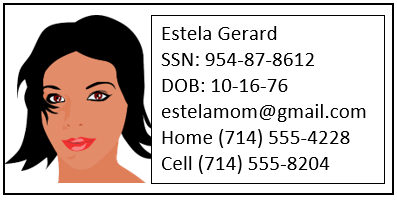 Estela Gerard
SSN: 954-87-8612
DOB: 10-16-76
estelamom@gmail.com
Home (714) 555-4228
Cell (714) 555-8204